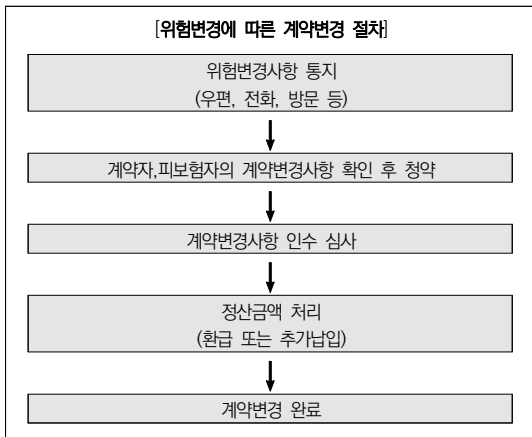 [위험변경에 따른 계약변경 절차]
위험변경사항 통지
(우편, 전화, 방문 등)
계약자,피보험자의 계약변경사항 확인 후 청약
계약변경사항 인수 심사
정산금액 처리
(환급 또는 추가납입)
계약변경 완료